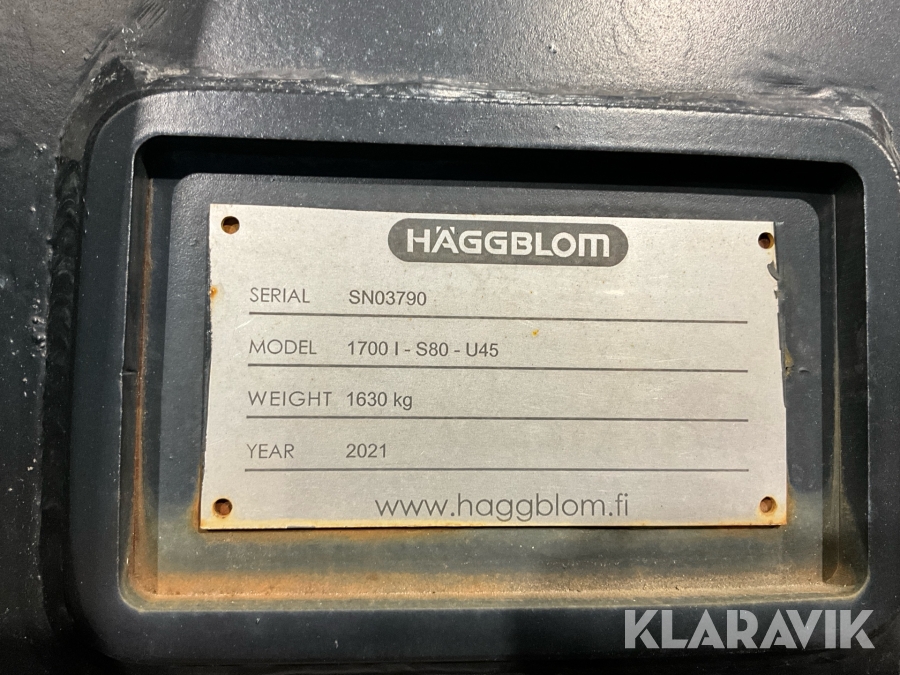 HÄGGBLOM
SERIAL SN03790
MODEL 1700 l - S80 - U45
WEIGHT 1630 kg
YEAR 2021
www.haggblom.fi
KLARAVIK